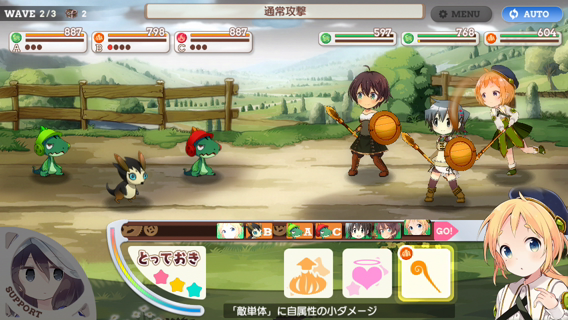 WAVE 2/3 2
通常攻撃
MENU
AUTO
887
798
887
A
B
C
597
768
604
B
A
C
GO!
とっておき
SUPPORT
「敵単体」に自属性の小ダメージ